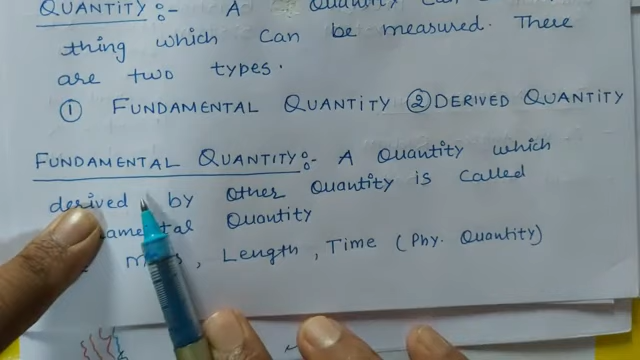 QUANTITY :- A Quantity
thing which can be measured. There
are two types.
① FUNDAMENTAL QUANTITY ② DERIVED QUANTITY
FUNDAMENTAL QUANTITY :- A Quantity which
derived by Other Quantity is called
Quantity
Length, Time (Phy. Quantity)